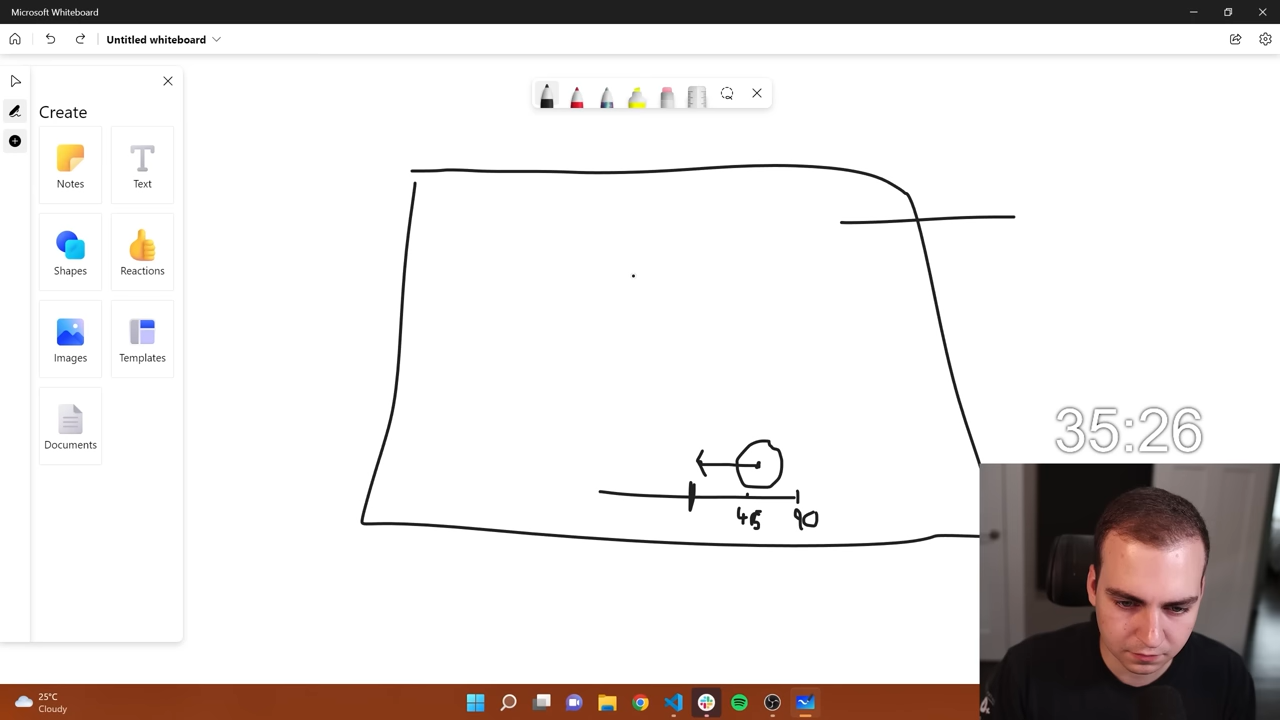 Microsoft Whiteboard
Untitled whiteboard
Create
Notes
Text
Shapes
Reactions
Images
Templates
Documents
35:26
45
90
25°C
Cloudy